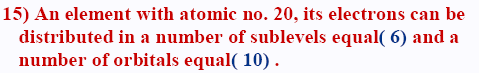 15) An element with atomic no. 20, its electrons can be
distributed in a number of sublevels equal( 6) and a
number of orbitals equal( 10) .